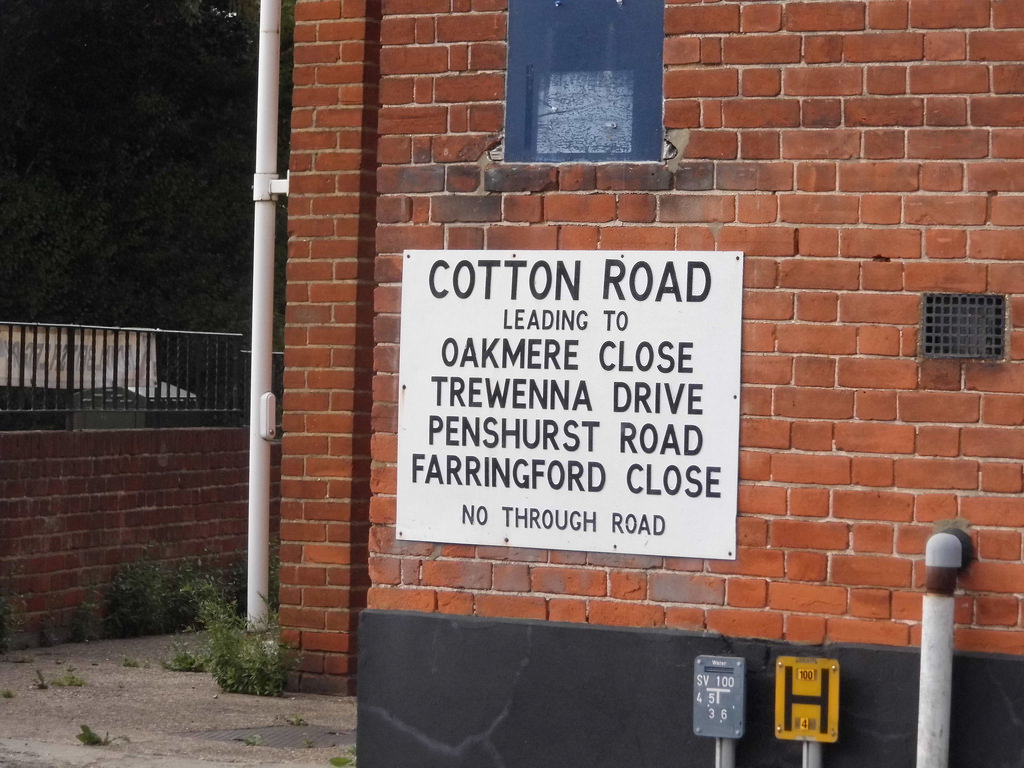 COTTON ROAD
LEADING TO
OAKMERE CLOSE
TREWENNA DRIVE
PENSHURST ROAD
FARRINGFORD CLOSE
NO THROUGH ROAD
Water
SV 100
4 5
3 6
100
H
4